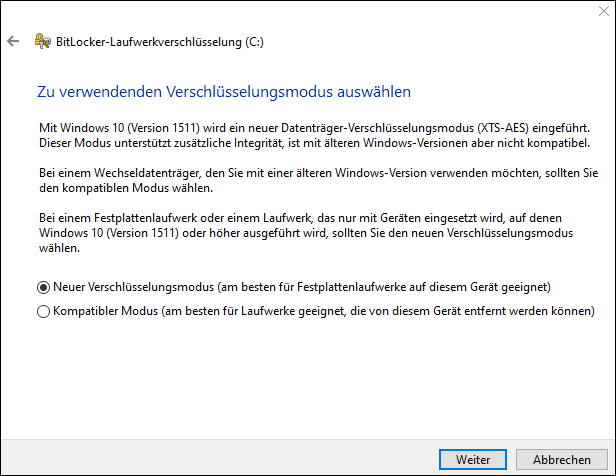 BitLocker-Laufwerkverschlüsselung (C:)
Zu verwendenden Verschlüsselungsmodus auswählen
Mit Windows 10 (Version 1511) wird ein neuer Datenträger-Verschlüsselungsmodus (XTS-AES) eingeführt.
Dieser Modus unterstützt zusätzliche Integrität, ist mit älteren Windows-Versionen aber nicht kompatibel.
Bei einem Wechseldatenträger, den Sie mit einer älteren Windows-Version verwenden möchten, sollten Sie
den kompatiblen Modus wählen.
Bei einem Festplattenlaufwerk oder einem Laufwerk, das nur mit Geräten eingesetzt wird, auf denen
Windows 10 (Version 1511) oder höher ausgeführt wird, sollten Sie den neuen Verschlüsselungsmodus
wählen.
Neuer Verschlüsselungsmodus (am besten für Festplattenlaufwerke auf diesem Gerät geeignet)
Kompatibler Modus (am besten für Laufwerke geeignet, die von diesem Gerät entfernt werden können)
Weiter
Abbrechen